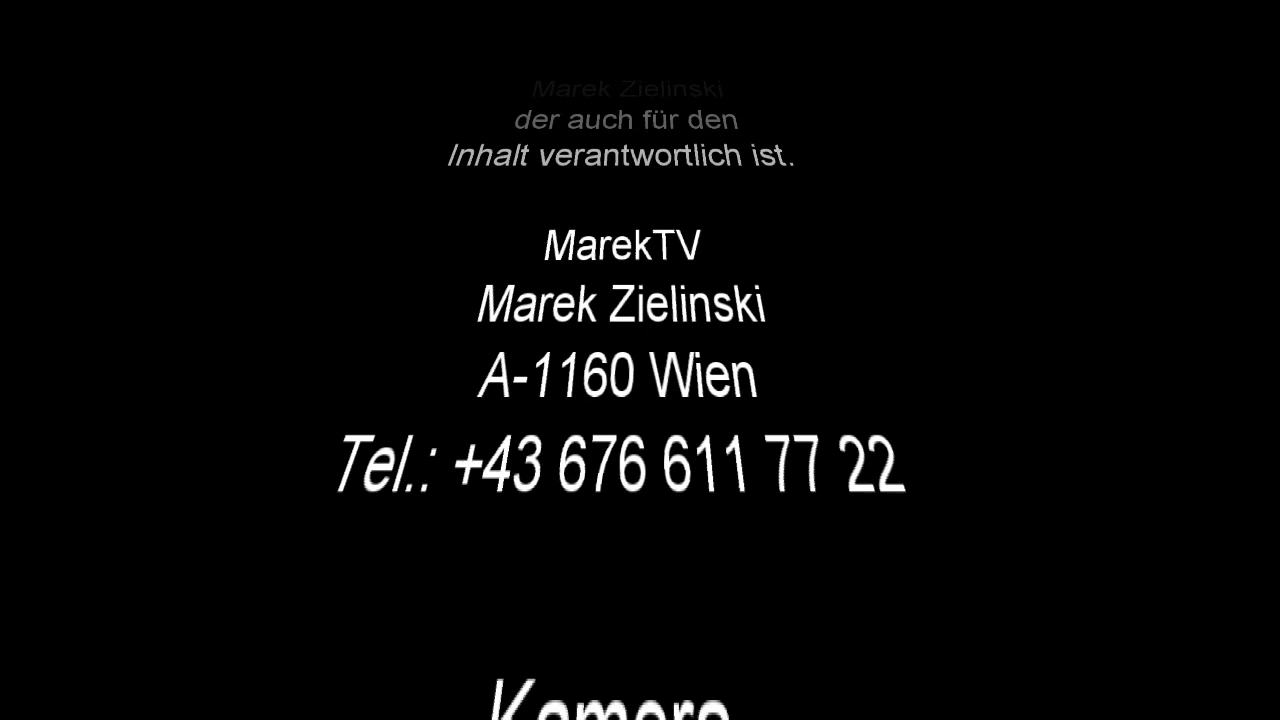 Marek Zielinski
der auch für den
Inhalt verantwortlich ist.
MarekTV
Marek Zielinski
A-1160 Wien
Tel.: +43 676 611 77 22
Kamera